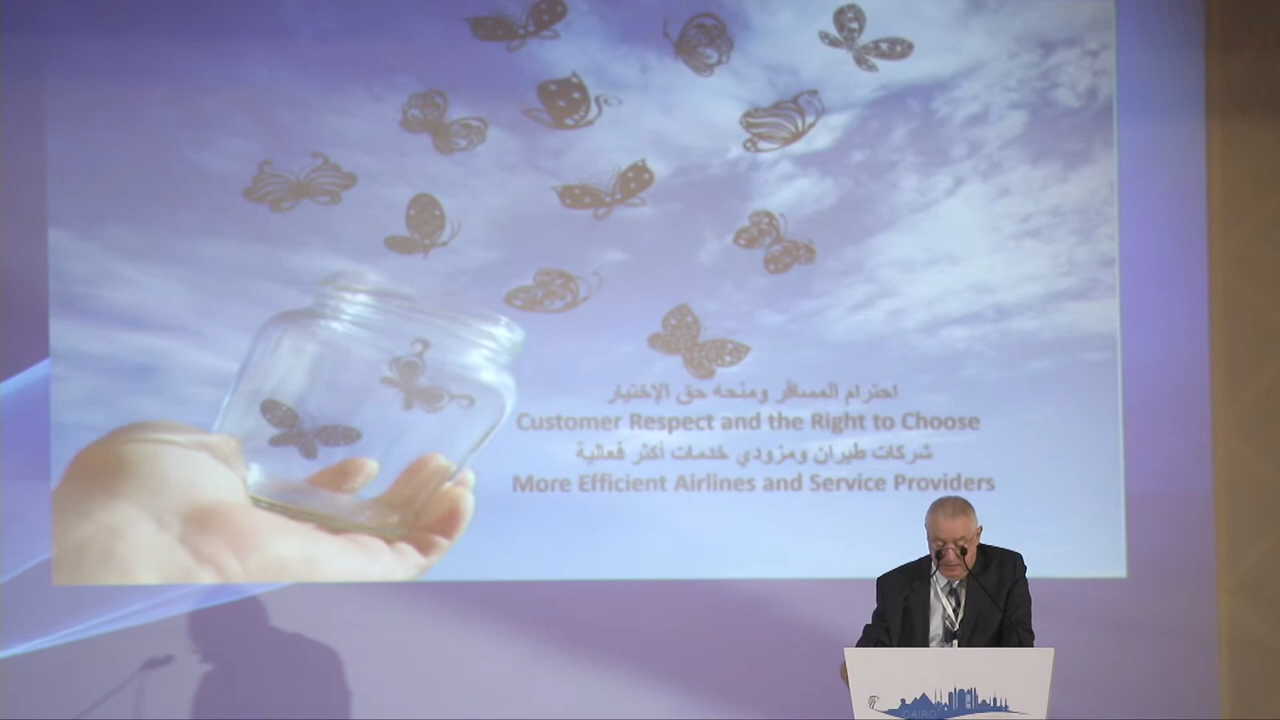 احترام المسافر ومنحه حق الإختيار
Customer Respect and the Right to Choose
شركات طيران ومزودي خدمات أكثر فعالية
More Efficient Airlines and Service Providers
CAIRO